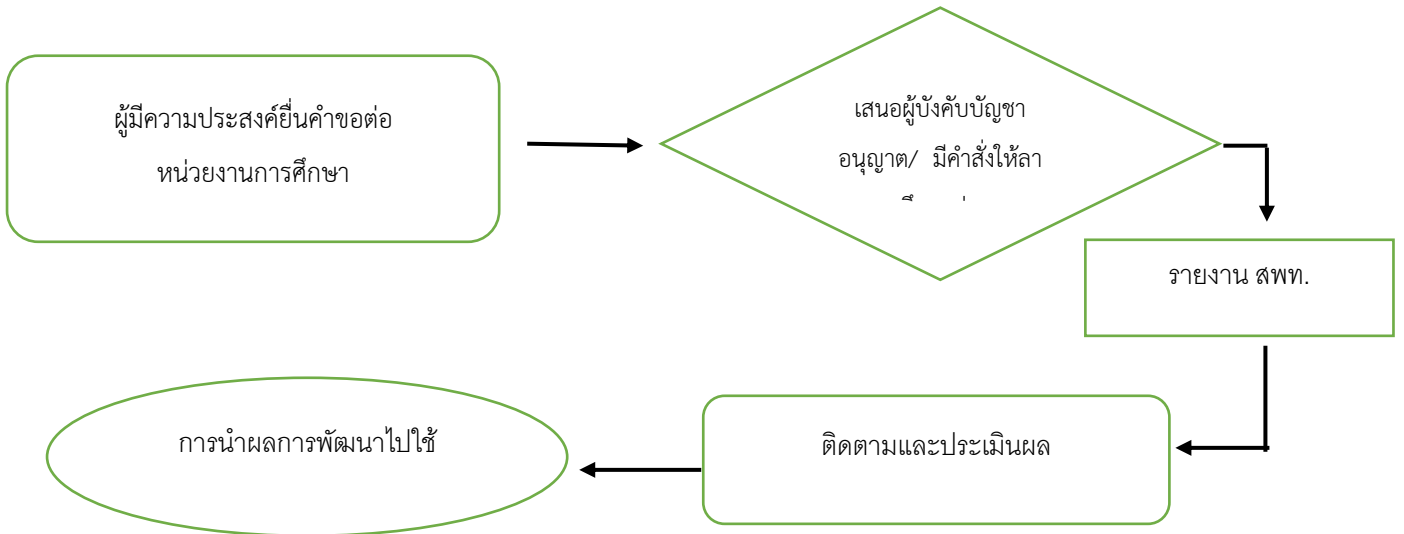 ผู้มีความประสงค์ยื่นคำขอต่อ
หน่วยงานการศึกษา
เสนอผู้บังคับบัญชา
อนุญาต/ มีคำสั่งให้ลา
รายงาน สพท.
ติดตามและประเมินผล
การนำผลการพัฒนาไปใช้